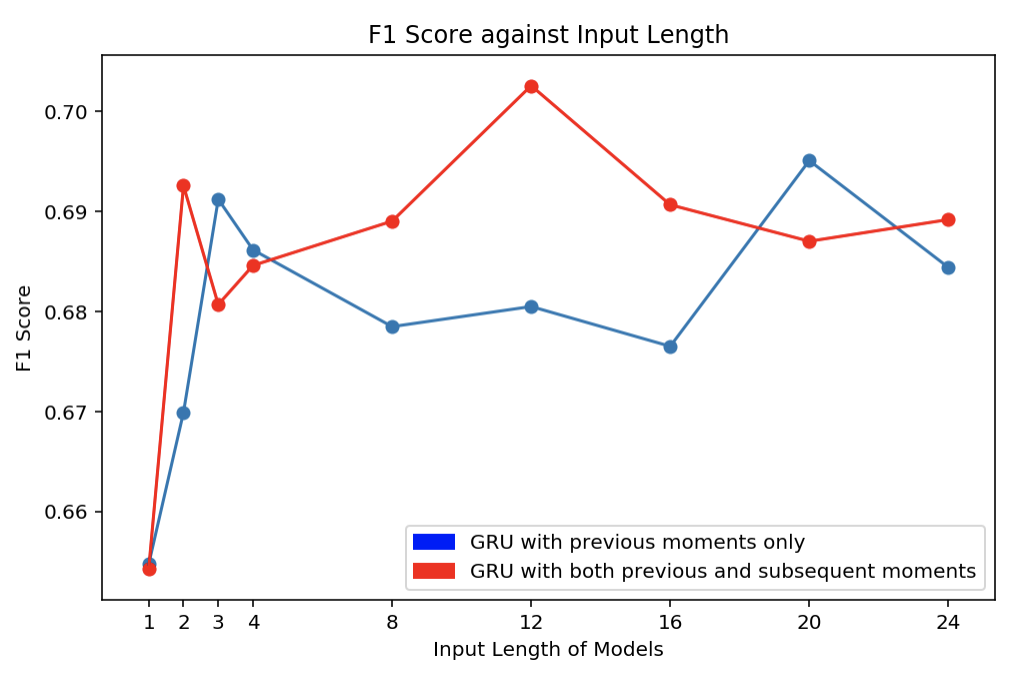 F1 Score against Input Length
F1 Score
0.70
0.69
0.68
0.67
0.66
GRU with previous moments only
GRU with both previous and subsequent moments
1 2 3 4 8 12 16 20 24
Input Length of Models